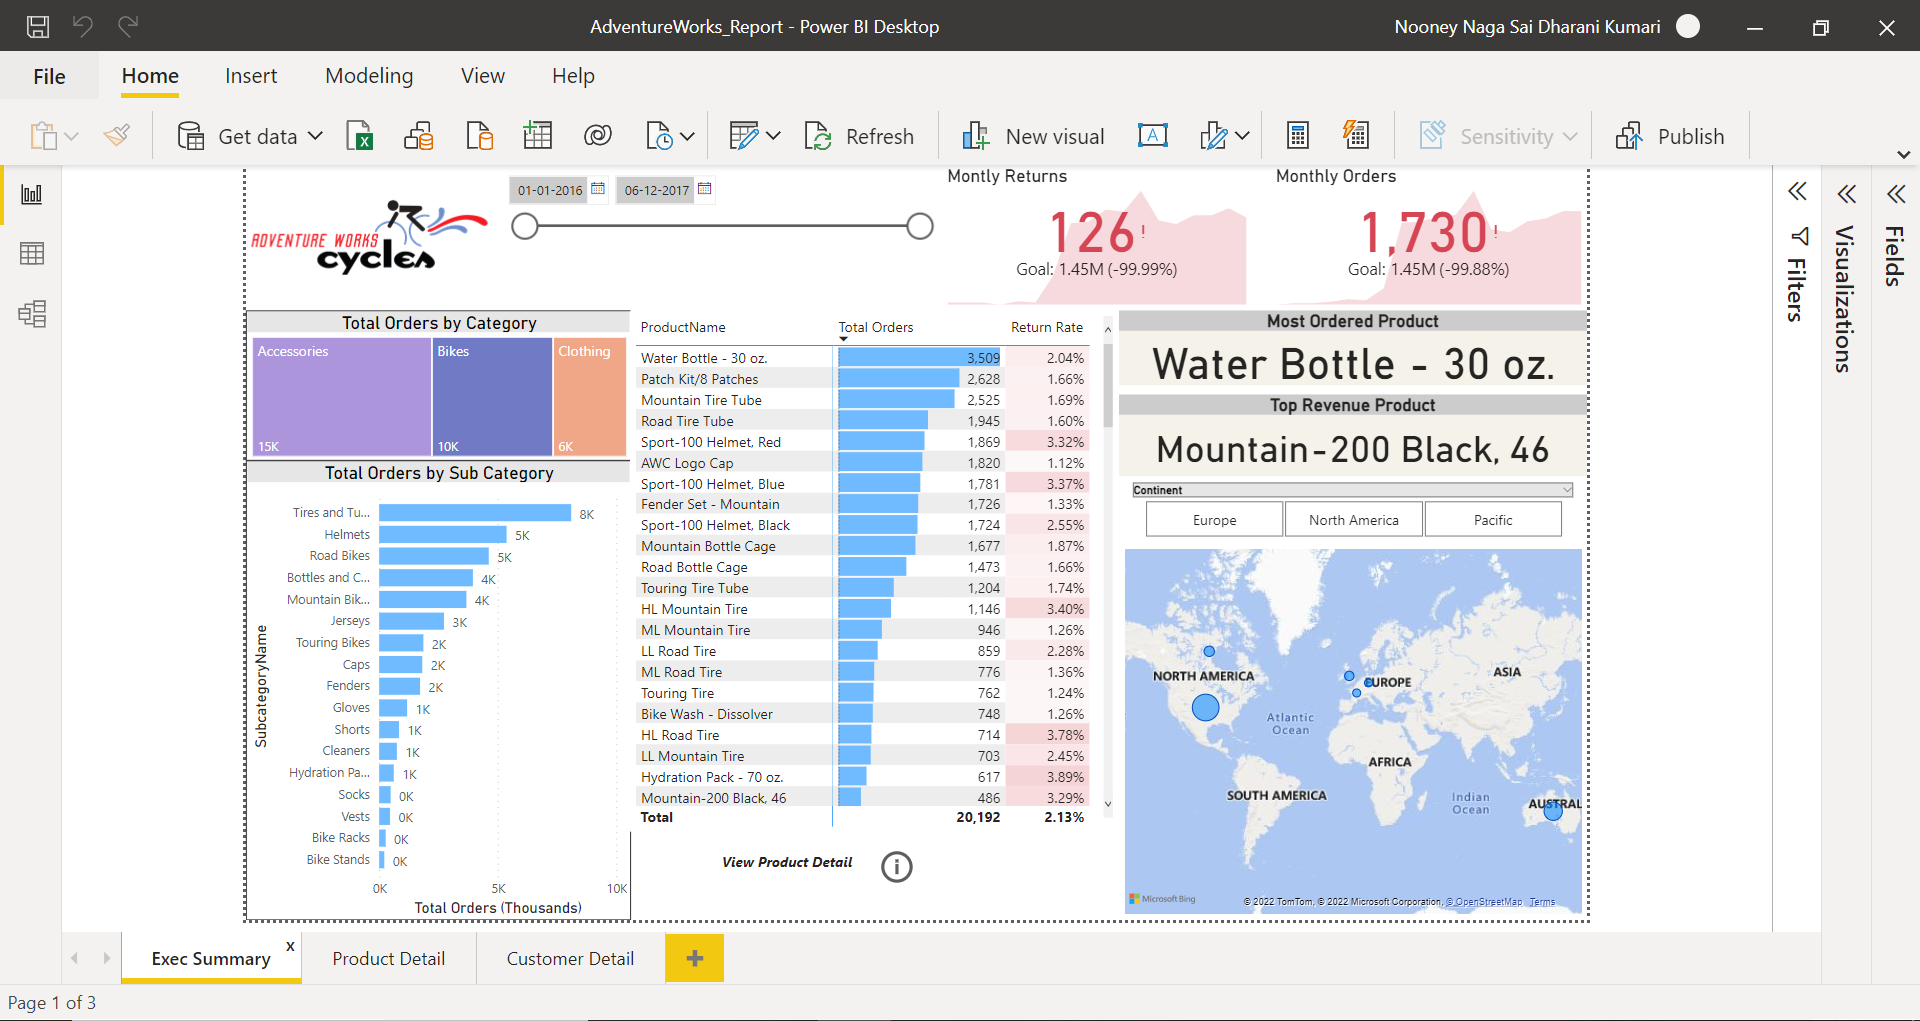 AdventureWorks_Report - Power BI Desktop
Nooney Naga Sai Dharani Kumari
File
Home
Insert
Modeling
View
Help
Get data
Refresh
New visual
Sensitivity
Publish
ADVENTURE WORKS
cycles
01-01-2016
06-12-2017
Montly Returns
126!
Goal: 1.45M (-99.99%)
Monthly Orders
1,730!
Goal: 1.45M (-99.88%)
Filters
Visualizations
Fields
Total Orders by Category
Accessories
15K
Bikes
10K
Clothing
6K
Total Orders by Sub Category
SubcategoryName
Tires and Tu... 8K
Helmets 5K
Road Bikes 5K
Bottles and C... 4K
Mountain Bik... 4K
Jerseys 3K
Touring Bikes 2K
Caps 2K
Fenders 2K
Gloves 1K
Shorts 1K
Cleaners 1K
Hydration Pa... 1K
Socks 0K
Vests 0K
Bike Racks 0K
Bike Stands 0K
0K 5K 10K
Total Orders (Thousands)
ProductName Total Orders Return Rate
Water Bottle - 30 oz. 3,509 2.04%
Patch Kit/8 Patches 2,628 1.66%
Mountain Tire Tube 2,525 1.69%
Road Tire Tube 1,945 1.60%
Sport-100 Helmet, Red 1,869 3.32%
AWC Logo Cap 1,820 1.12%
Sport-100 Helmet, Blue 1,781 3.37%
Fender Set - Mountain 1,726 1.33%
Sport-100 Helmet, Black 1,724 2.55%
Mountain Bottle Cage 1,677 1.87%
Road Bottle Cage 1,473 1.66%
Touring Tire Tube 1,204 1.74%
HL Mountain Tire 1,146 3.40%
ML Mountain Tire 946 1.26%
LL Road Tire 859 2.28%
ML Road Tire 776 1.36%
Touring Tire 762 1.24%
Bike Wash - Dissolver 748 1.26%
HL Road Tire 714 3.78%
LL Mountain Tire 703 2.45%
Hydration Pack - 70 oz. 617 3.89%
Mountain-200 Black, 46 486 3.29%
Total 20,192 2.13%
View Product Detail
Most Ordered Product
Water Bottle - 30 oz.
Top Revenue Product
Mountain-200 Black, 46
Continent
Europe
North America
Pacific
NORTH AMERICA
EUROPE
ASIA
Atlantic
Ocean
AFRICA
SOUTH AMERICA
Indian
Ocean
AUSTRAL
Microsoft Bing
© 2022 TomTom, © 2022 Microsoft Corporation, © OpenStreetMap Terms
Exec Summary x
Product Detail
Customer Detail
+
Page 1 of 3